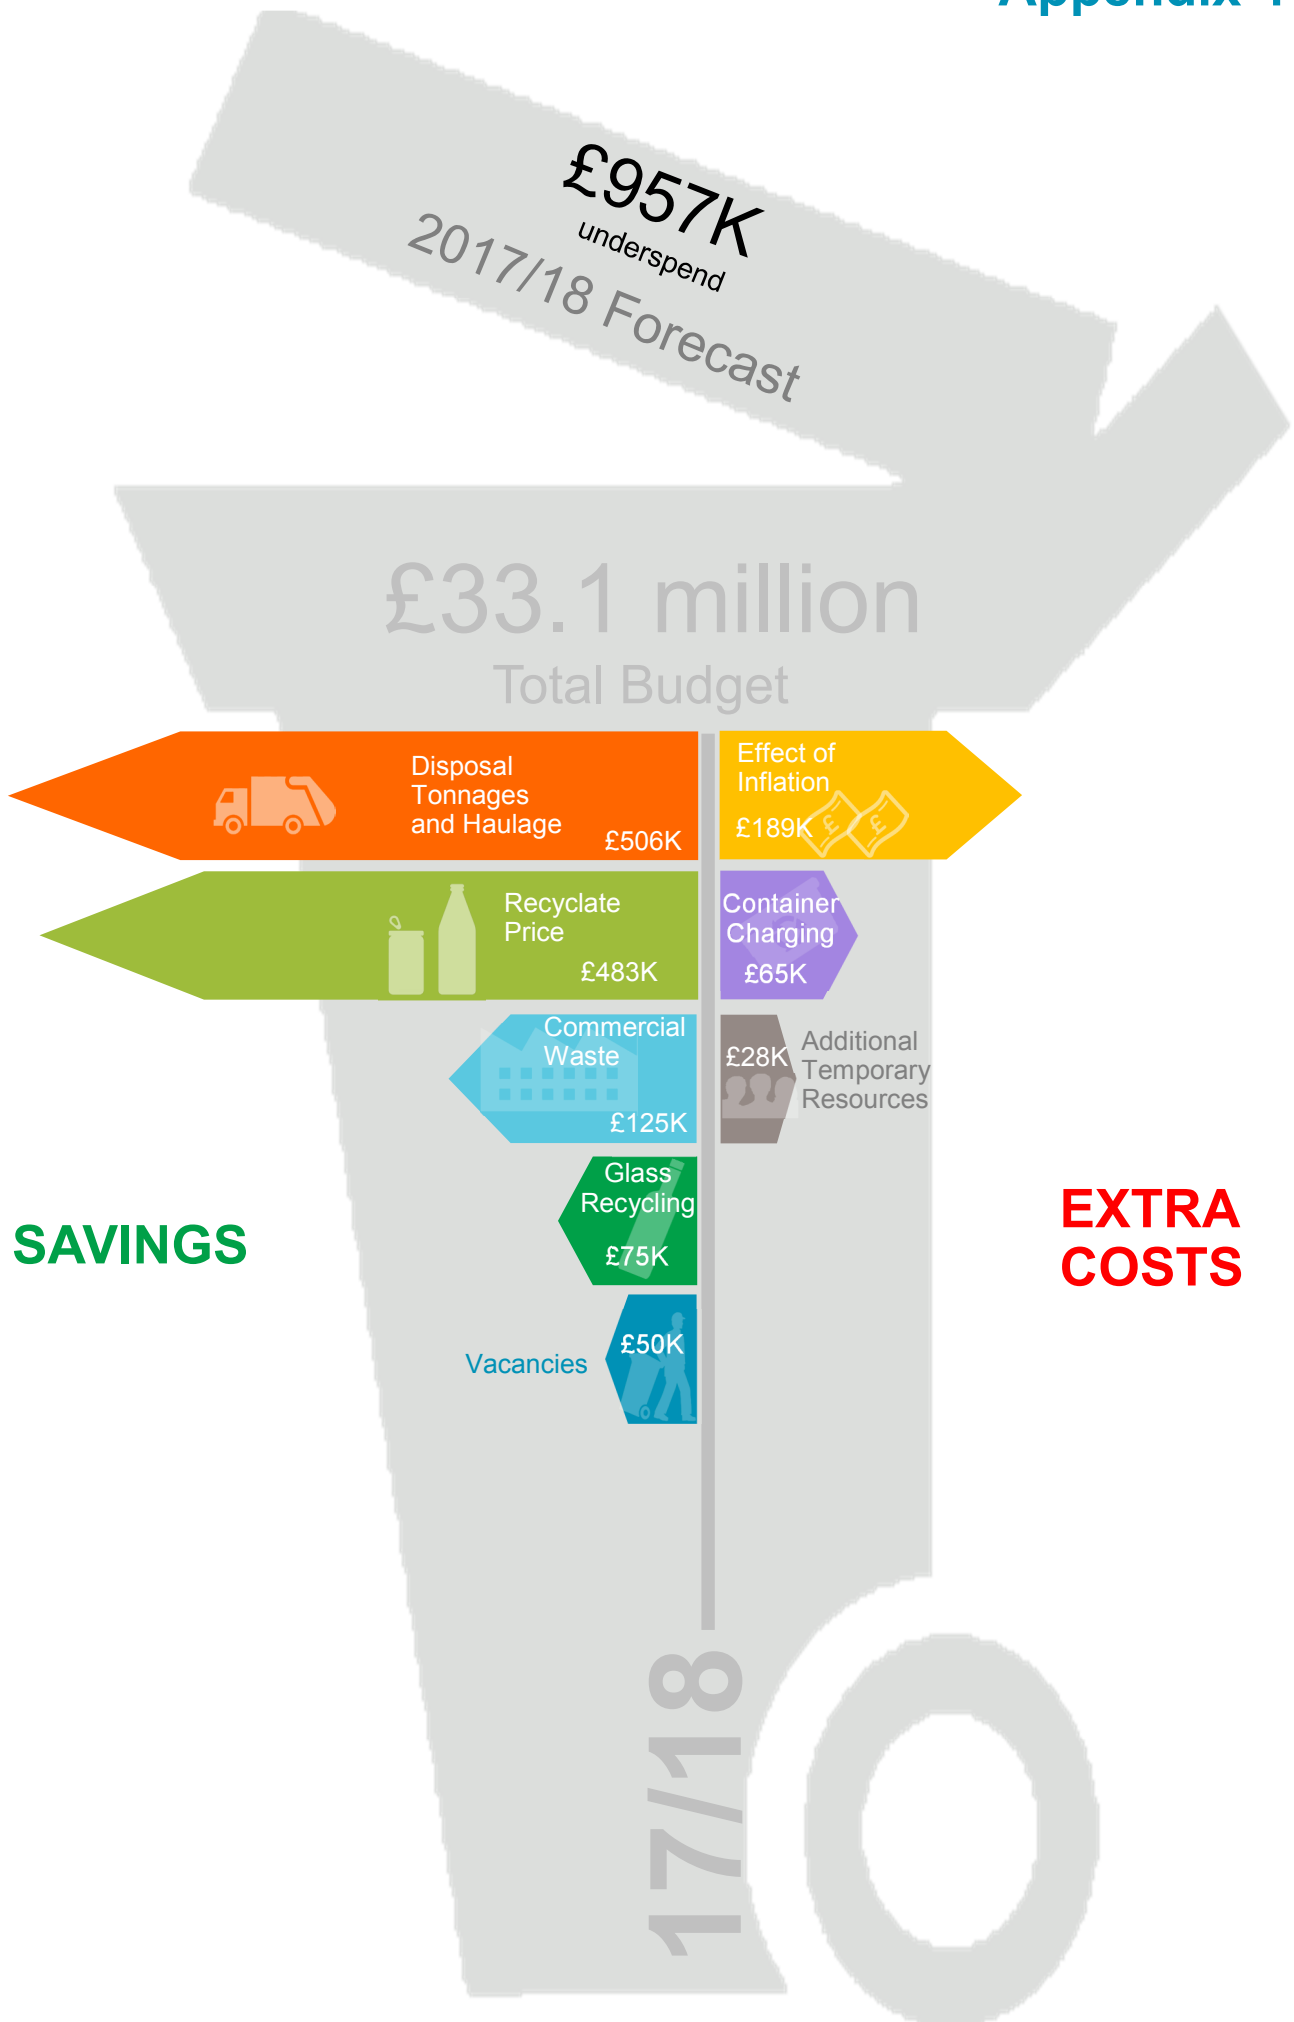 £957K
underspend
2017/18 Forecast
£33.1 million
Total Budget
Disposal
Tonnages
and Haulage
£506K
Effect of
Inflation
£189K
Recyclate
Price
£483K
Container
Charging
£65K
Commercial
Waste
£125K
£28K
Additional
Temporary
Resources
Glass
Recycling
£75K
SAVINGS
EXTRA
COSTS
£50K
Vacancies
17/18